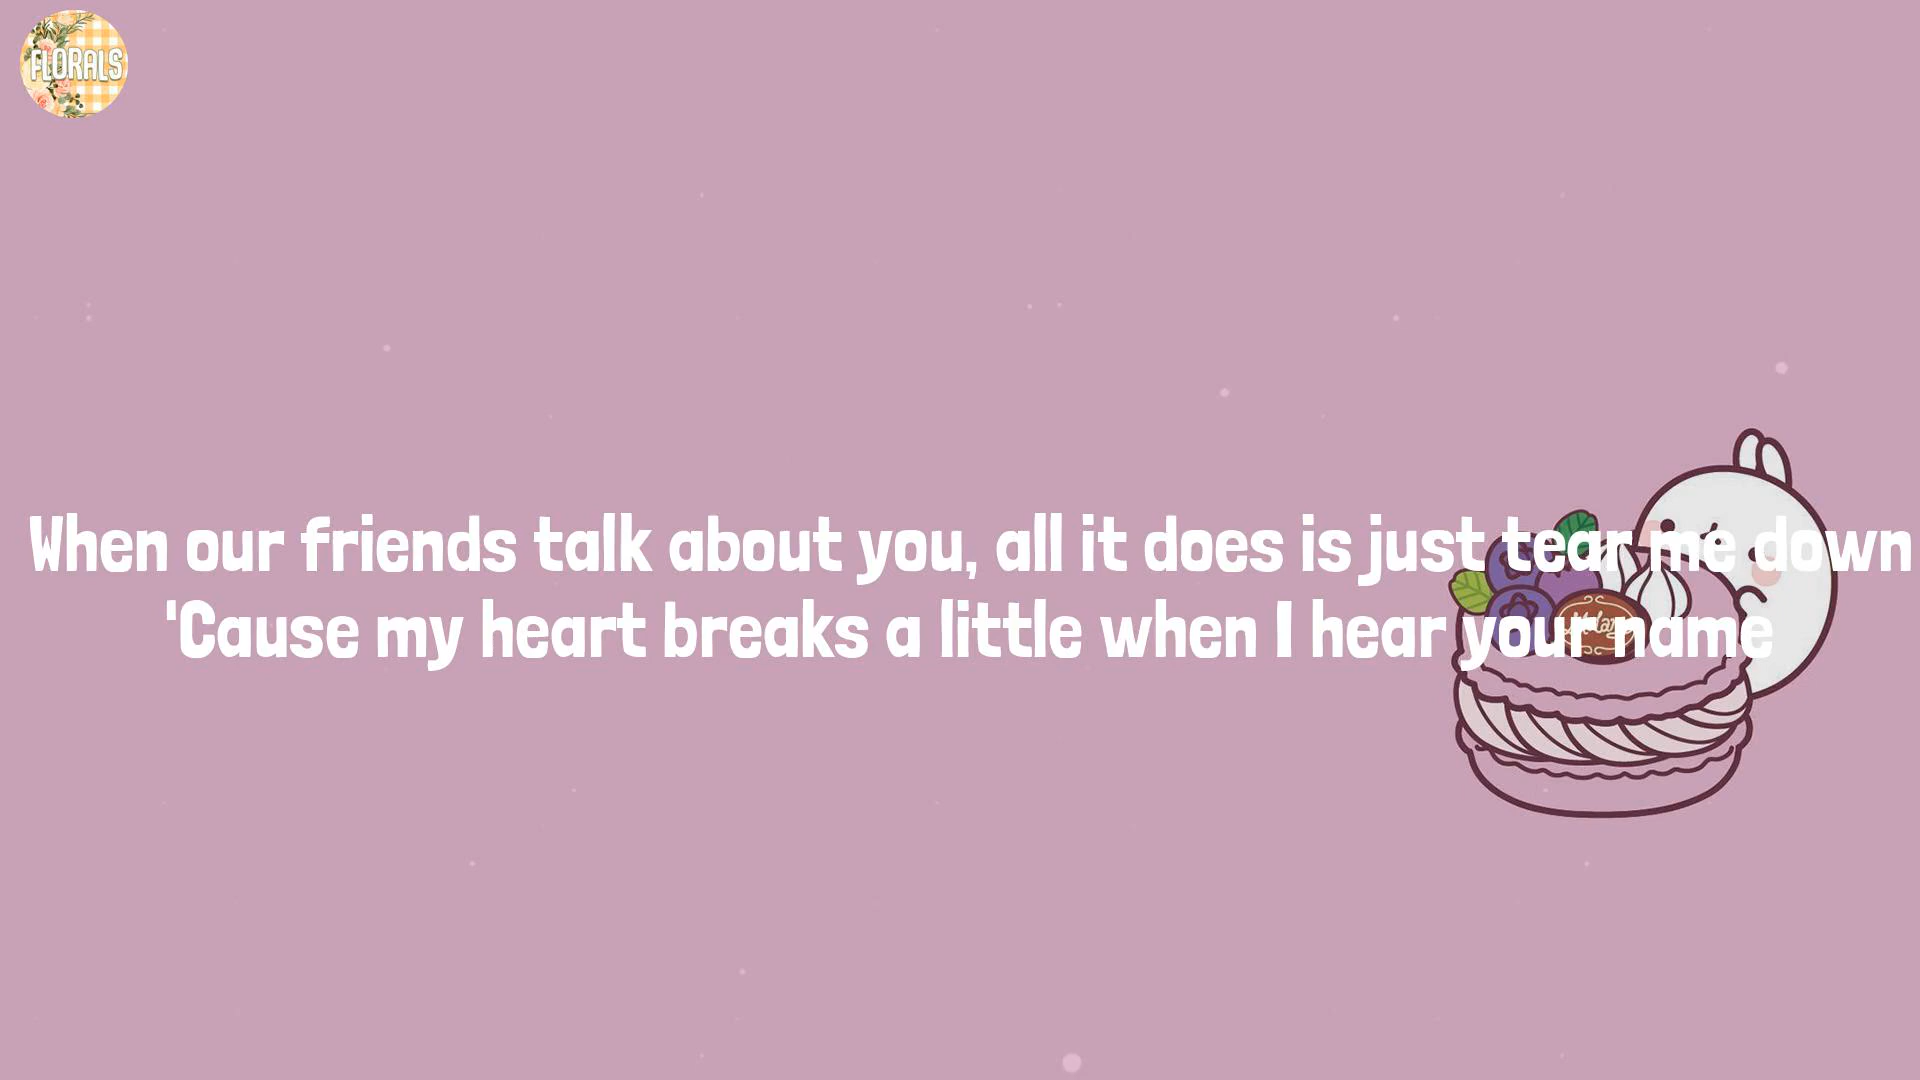 FLORALS
When our friends talk about you, all it does is just tear me down
'Cause my heart breaks a little when I hear your name